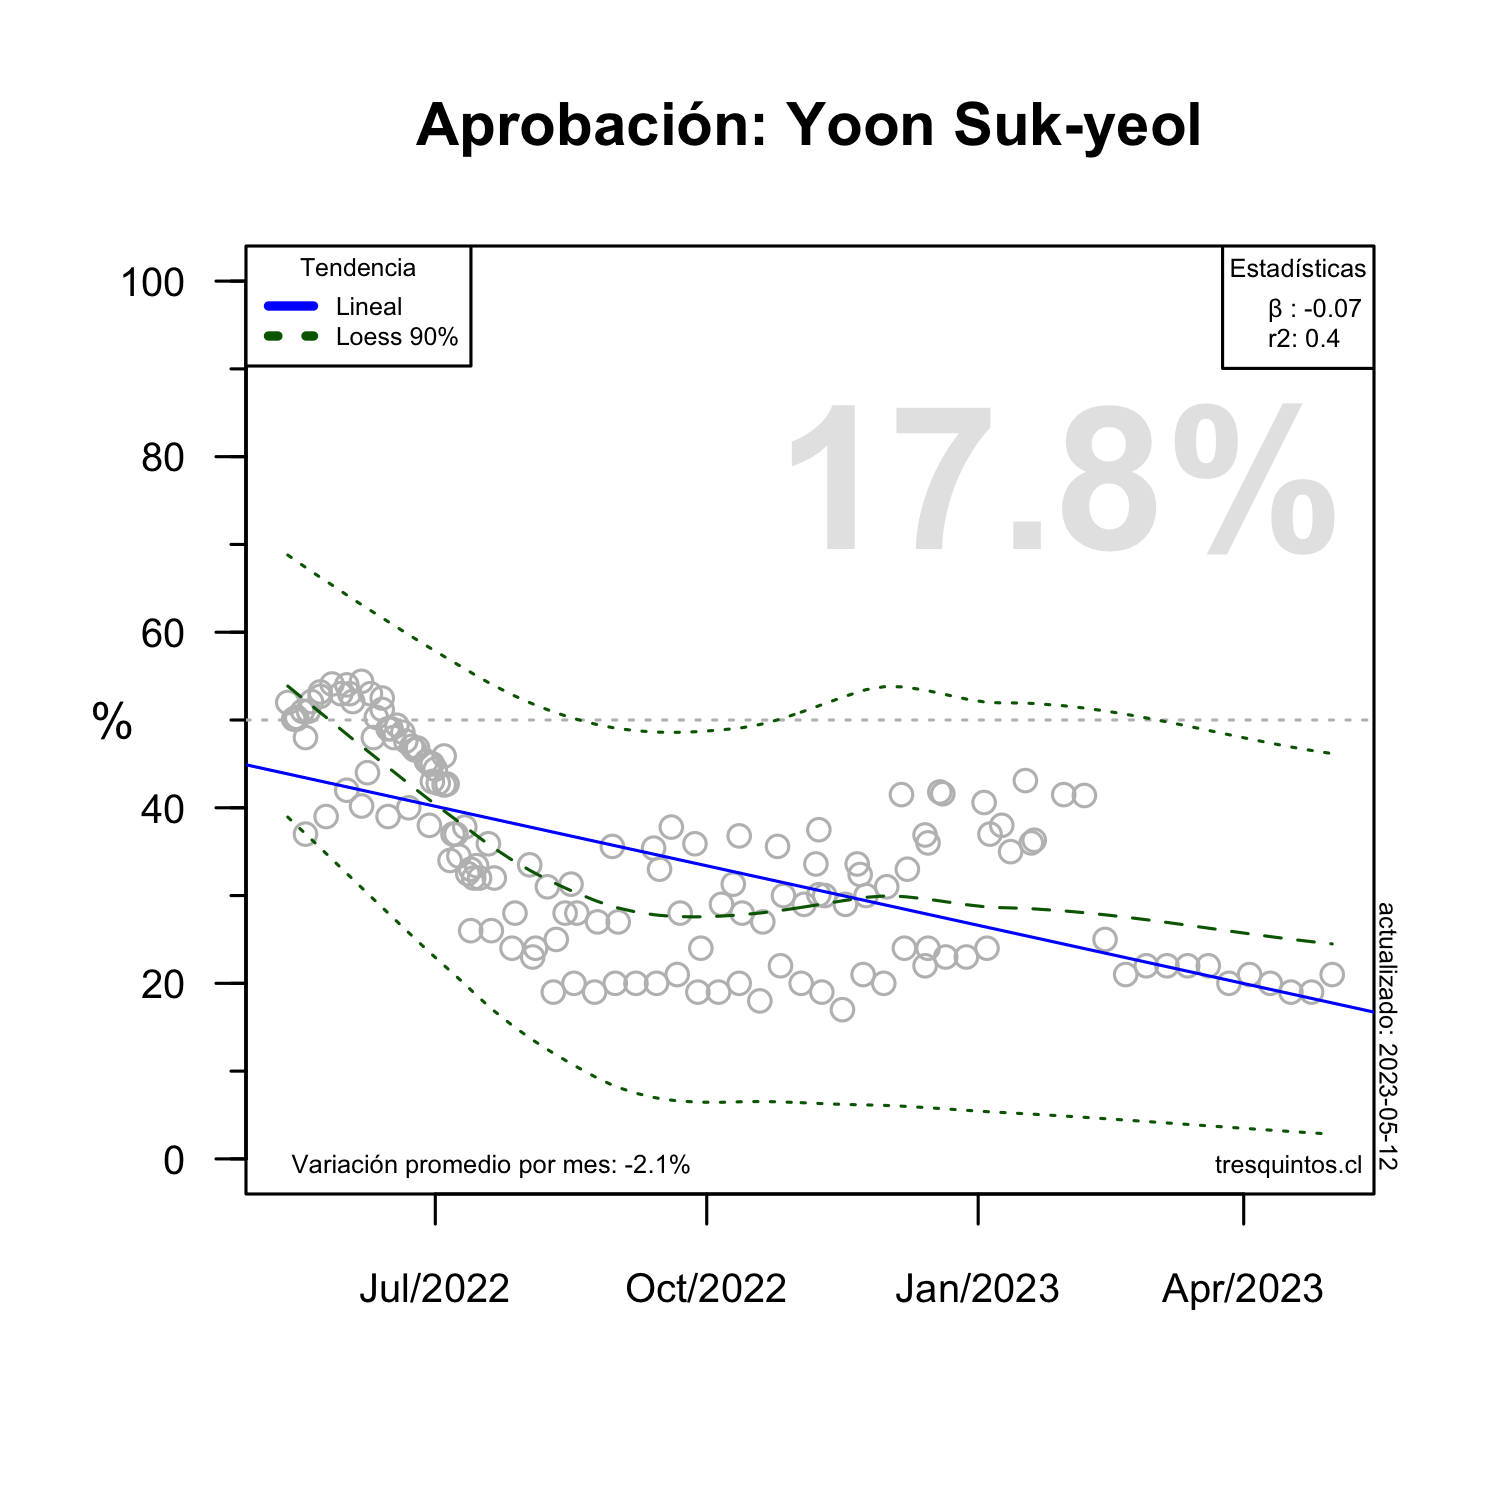 Aprobación: Yoon Suk-yeol
Tendencia
Lineal
Loess 90%
Estadísticas
β : -0.07
r2: 0.4
17.8%
100
80
60
40
20
0
%
actualizado: 2023-05-12
Variación promedio por mes: -2.1%
tresquintos.cl
Jul/2022
Oct/2022
Jan/2023
Apr/2023